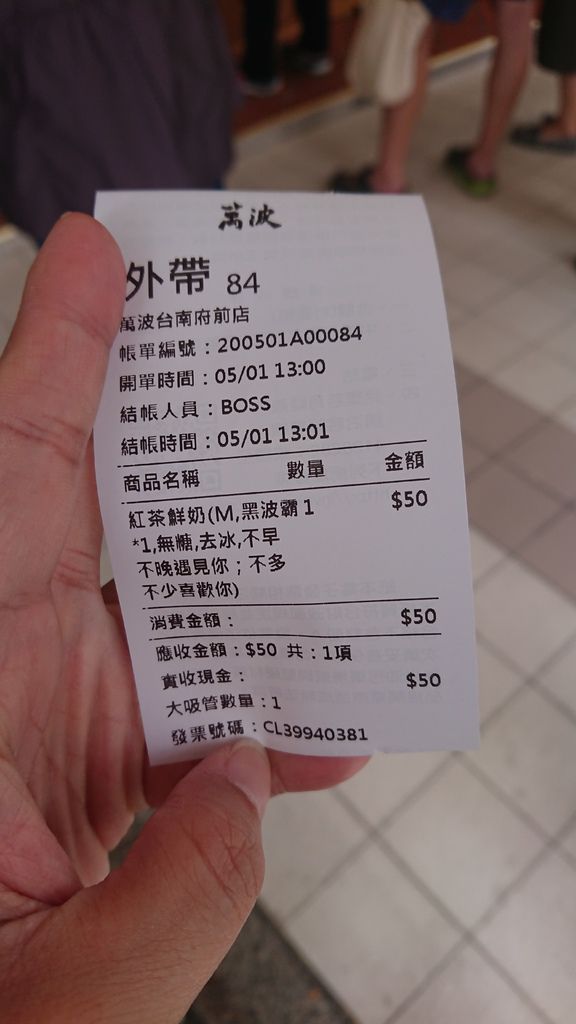 萬波
外帶 84
萬波台南府前店
帳單編號：200501A00084
開單時間：05/01 13:00
結帳人員：BOSS
結帳時間：05/01 13:01
商品名稱 數量 金額
紅茶鮮奶(M,黑波霸 1 $50
*1,無糖,去冰,不早
不晚遇見你；不多
不少喜歡你)
消費金額： $50
應收金額：$50 共：1項
實收現金： $50
大吸管數量：1
發票號碼：CL39940381